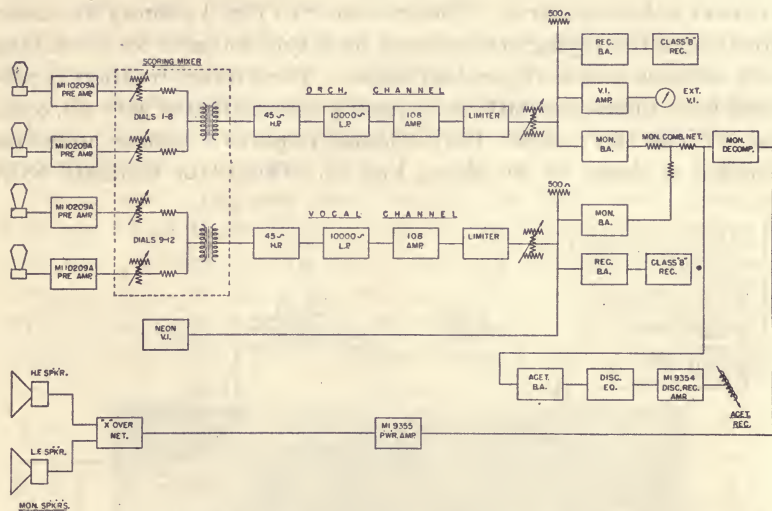 500 Ω
REC.
B.A.
CLASS "B"
REC.
SCORING MIXER
MI 10209A
PRE AMP.
DIALS 1-8
MI 10209A
PRE AMP.
ORCH. CHANNEL
45 ~
H.P.
10000 ~
L.P.
108
AMP.
LIMITER
V.I.
AMP.
EXT.
V.I.
MON.
B.A.
MON. COMB. NET.
MON.
DECOMP.
500 Ω
MI 10209A
PRE AMP.
DIALS 9-12
MI 10209A
PRE AMP.
VOCAL CHANNEL
45 ~
H.P.
10000 ~
L.P.
108
AMP.
LIMITER
MON.
B.A.
REC.
B.A.
CLASS "B"
REC.
NEON
V.I.
ACET.
B.A.
DISC.
EQ.
MI 9354
DISC. REC.
AMP.
ACET.
REC.
H.F. SPKR.
"X" OVER
NET.
MI 9355
PWR. AMP.
L.F. SPKR.
MON. SPKRS.